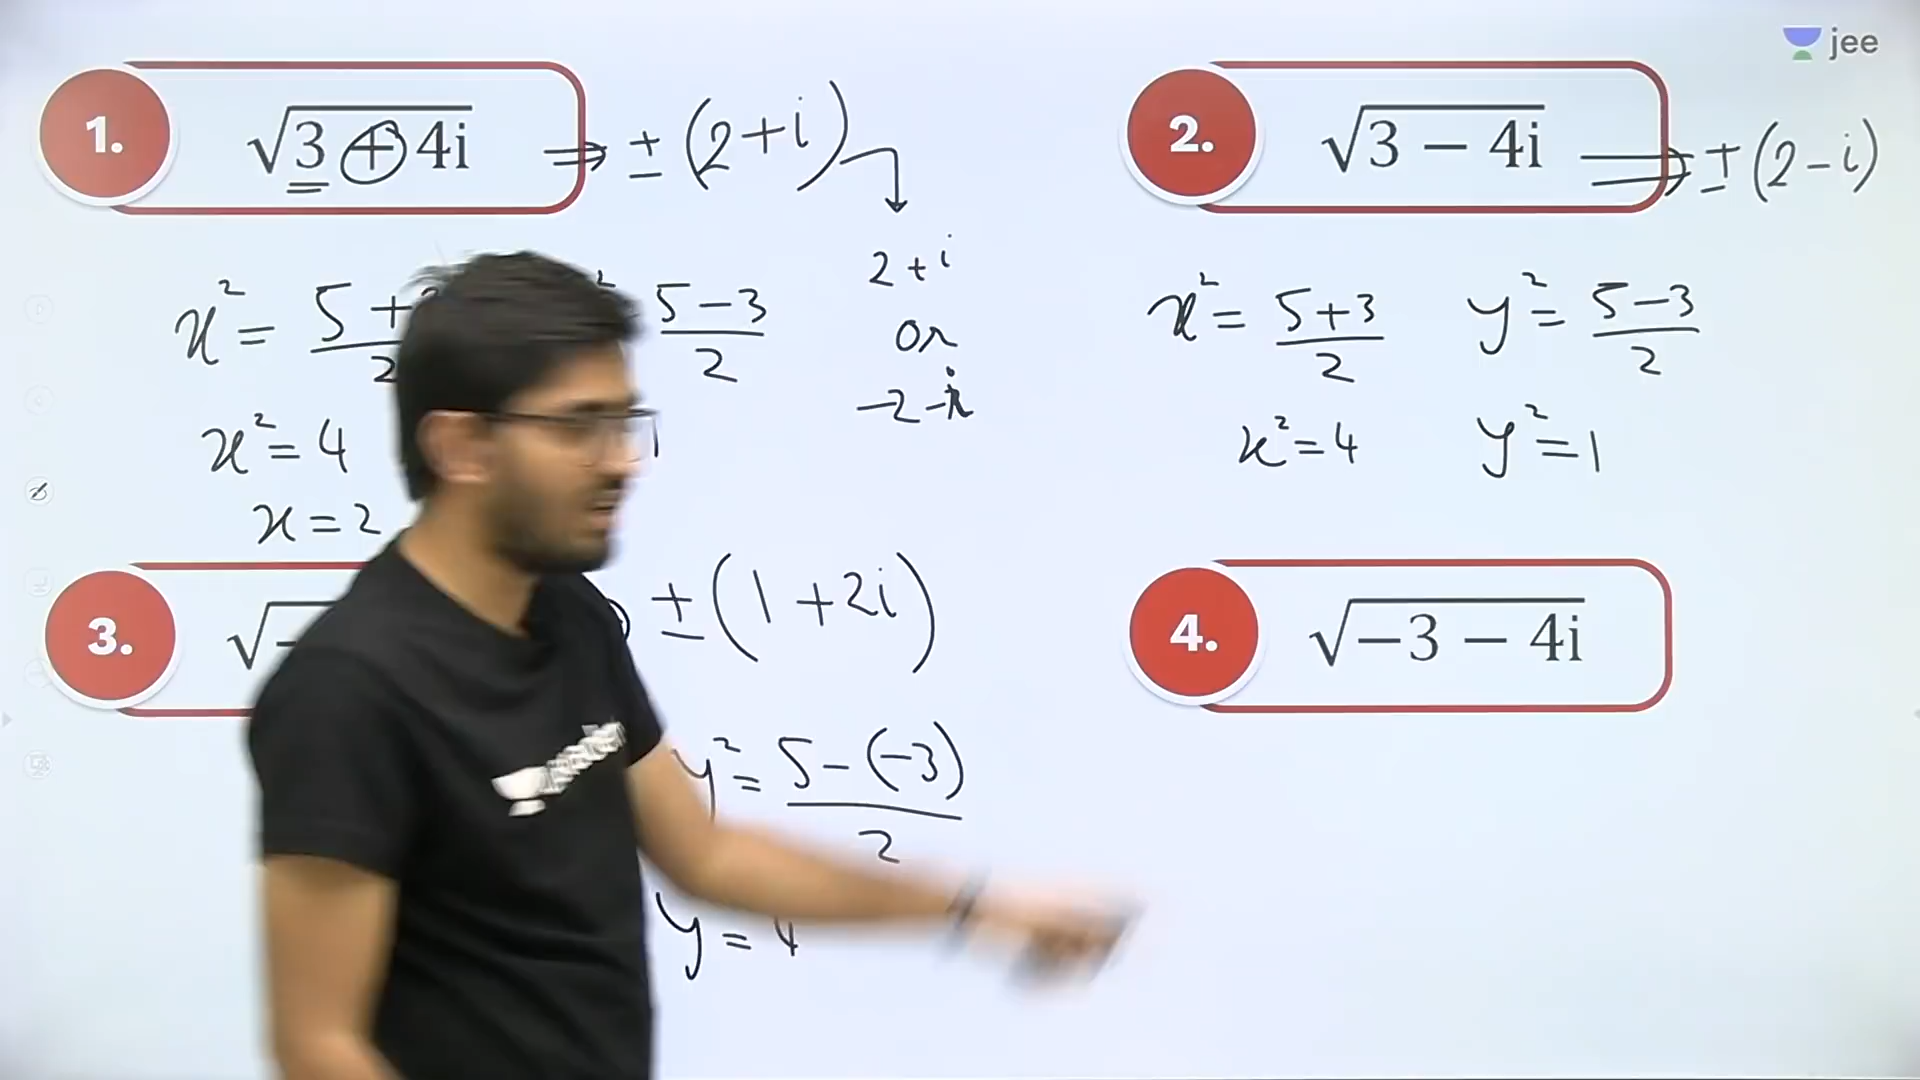 jee
1. √3 + 4i ⇒ ± (2+i)
2. √3 − 4i ⇒ ± (2-i)
2 + i
or
-2-i
x² = 5+
2
5-3
2
x² = 5+3
2
y² = 5-3
2
x² = 4
1
x² = 4
y² = 1
x = 2
3. √−
± (1 + 2i)
4. √−3 − 4i
y² = 5-(-3)
2
y = 4